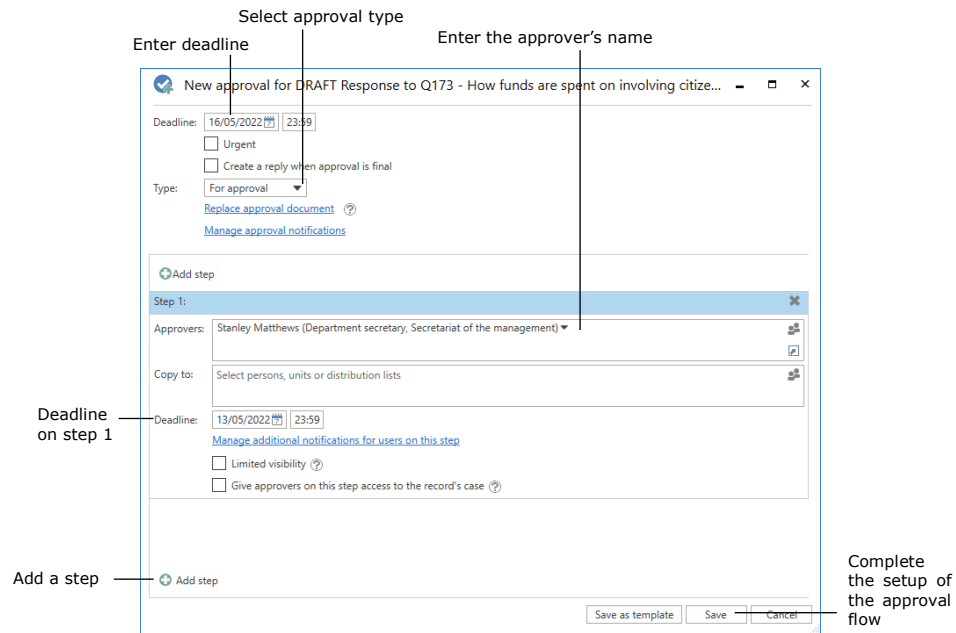 Select approval type
Enter deadline
Enter the approver's name
New approval for DRAFT Response to Q173 - How funds are spent on involving citize...
Deadline: 16/05/2022 23:59
Urgent
Create a reply when approval is final
Type: For approval
Replace approval document ?
Manage approval notifications
Add step
Step 1:
Approvers: Stanley Matthews (Department secretary, Secretariat of the management)
Copy to: Select persons, units or distribution lists
Deadline
on step 1
Deadline: 13/05/2022 23:59
Manage additional notifications for users on this step
Limited visibility ?
Give approvers on this step access to the record's case ?
Add a step
Add step
Complete
the setup of
the approval
flow
Save as template Save Cancel